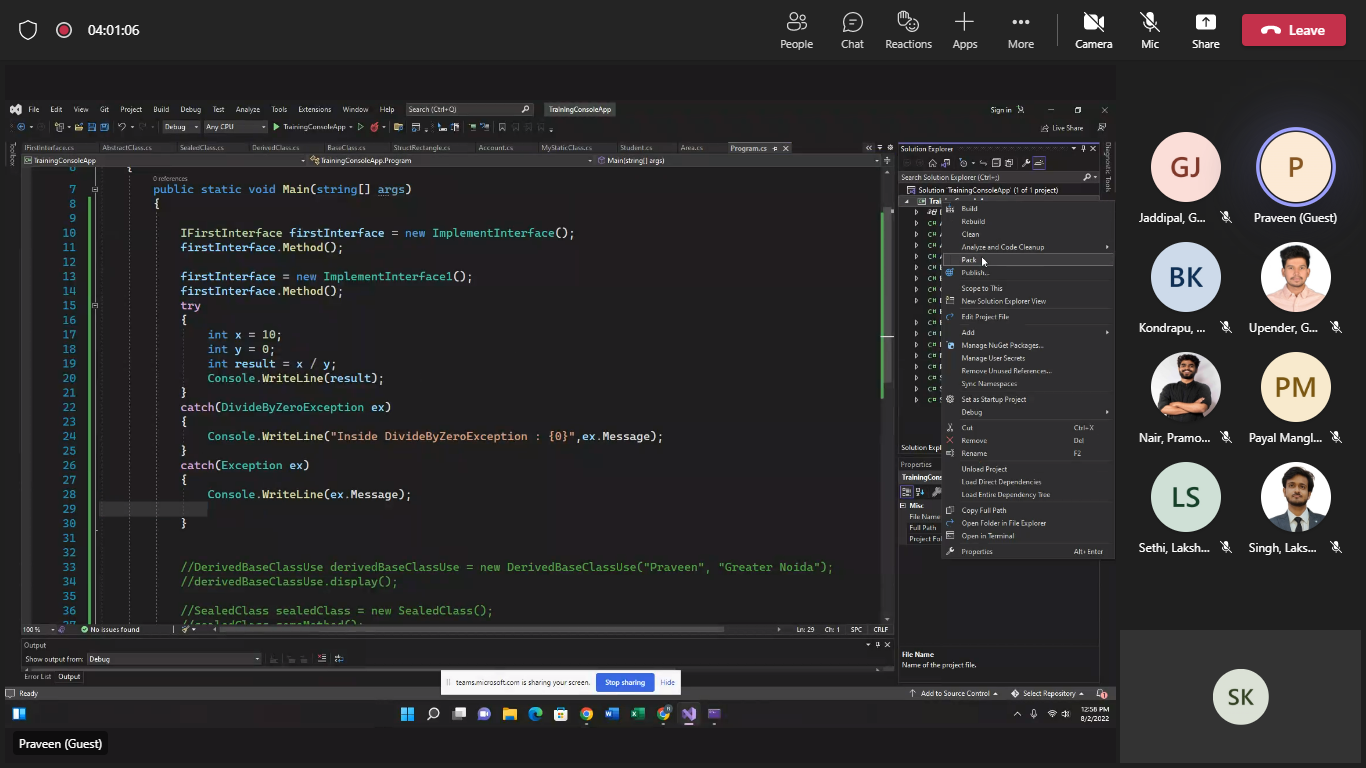 04:01:06
People
Chat
Reactions
Apps
More
Camera
Mic
Share
Leave
File Edit View Git Project Build Debug Test Analyze Tools Extensions Window Help Search (Ctrl+Q) TrainingConsoleApp Sign in
Debug Any CPU TrainingConsoleApp Live Share
IFirstInterface.cs AbstractClass.cs SealedClass.cs DerivedClass.cs BaseClass.cs StructRectangle.cs Account.cs MyStaticClass.cs Student.cs Area.cs Program.cs
Toolbox
TrainingConsoleApp TrainingConsoleApp.Program Main(string[] args)
6 {
0 references
7 public static void Main(string[] args)
8 {
9
10 IFirstInterface firstInterface = new ImplementInterface();
11 firstInterface.Method();
12
13 firstInterface = new ImplementInterface1();
14 firstInterface.Method();
15 try
16 {
17 int x = 10;
18 int y = 0;
19 int result = x / y;
20 Console.WriteLine(result);
21 }
22 catch(DivideByZeroException ex)
23 {
24 Console.WriteLine("Inside DivideByZeroException : {0}",ex.Message);
25 }
26 catch(Exception ex)
27 {
28 Console.WriteLine(ex.Message);
29
30 }
31
32
33 //DerivedBaseClassUse derivedBaseClassUse = new DerivedBaseClassUse("Praveen", "Greater Noida");
34 //derivedBaseClassUse.display();
35
36 //SealedClass sealedClass = new SealedClass();
100 % No issues found Ln: 29 Ch: 1 SPC CRLF
Output
Show output from: Debug
Error List Output
Ready
Solution Explorer
Search Solution Explorer (Ctrl+;)
Solution 'TrainingConsoleApp' (1 of 1 project)
Diagnostic Tools
Build
Rebuild
Clean
Analyze and Code Cleanup
Pack
Publish...
Scope to This
New Solution Explorer View
Edit Project File
Add
Manage NuGet Packages...
Manage User Secrets
Remove Unused References...
Sync Namespaces
Set as Startup Project
Debug
Cut Ctrl+X
Remove Del
Rename F2
Unload Project
Load Direct Dependencies
Load Entire Dependency Tree
Copy Full Path
Open Folder in File Explorer
Open in Terminal
Properties Alt+Enter
Solution Expl
Properties
TrainingCons
Misc
File Name
Full Path
Project Fol
File Name
Name of the project file.
Add to Source Control Select Repository
teams.microsoft.com is sharing your screen. Stop sharing Hide
12:58 PM
8/2/2022
Praveen (Guest)
GJ
Jaddipal, G...
P
Praveen (Guest)
BK
Kondrapu, ...
Upender, G...
Nair, Pramo...
PM
Payal Mangl...
LS
Sethi, Laksh...
Singh, Laks...
SK